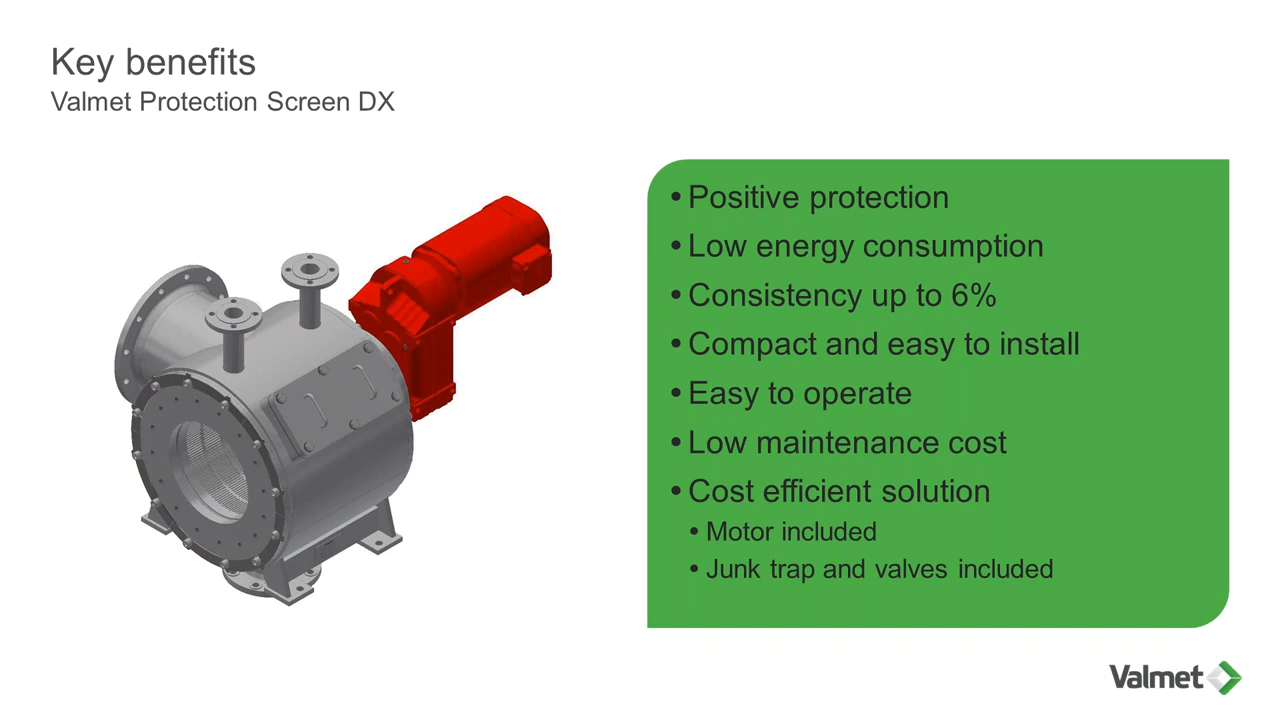 Key benefits
Valmet Protection Screen DX
• Positive protection
• Low energy consumption
• Consistency up to 6%
• Compact and easy to install
• Easy to operate
• Low maintenance cost
• Cost efficient solution
• Motor included
• Junk trap and valves included
Valmet